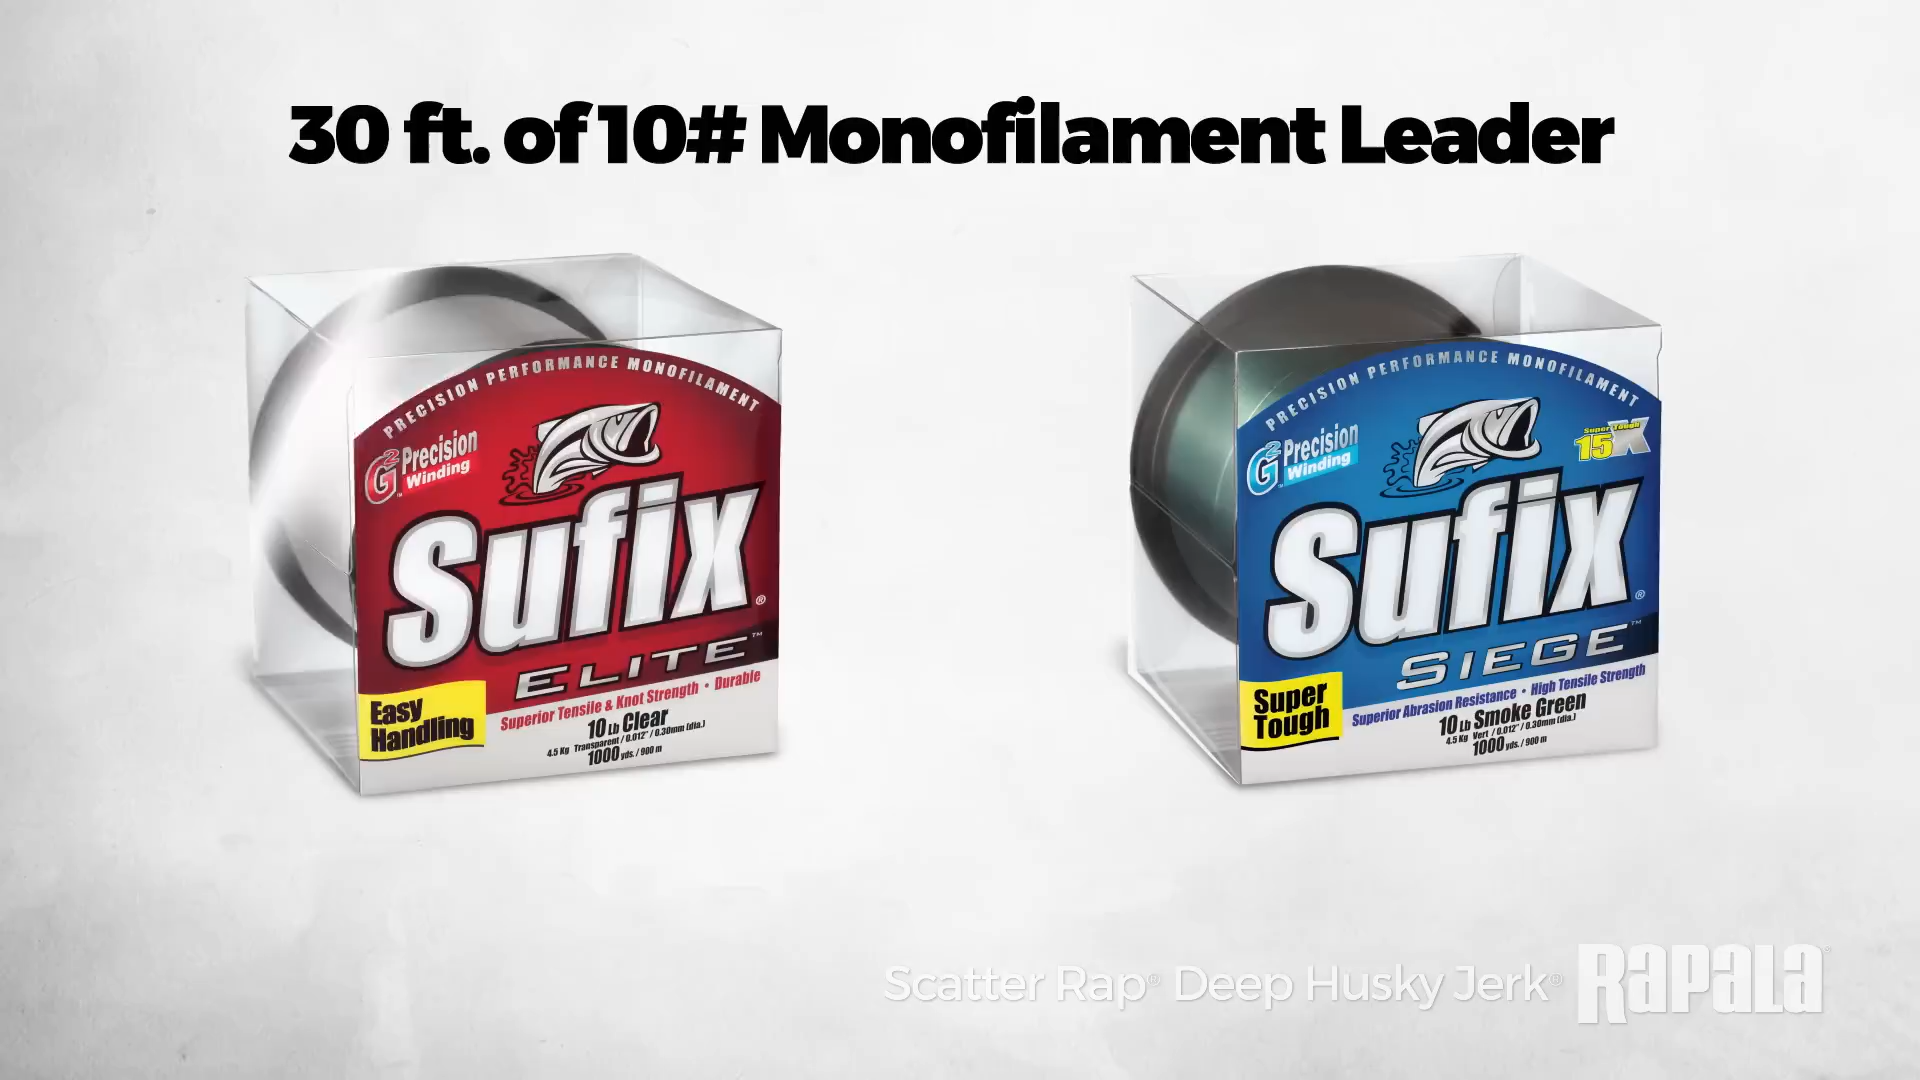 30 ft. of 10# Monofilament Leader
PRECISION PERFORMANCE MONOFILAMENT
G2™ Precision
Winding
Sufix®
ELITE™
Easy
Handling
Superior Tensile & Knot Strength • Durable
10 Lb Clear
4.5 Kg Transparent / 0.012" / 0.30mm (dia.)
1000 yds. / 900 m
PRECISION PERFORMANCE MONOFILAMENT
G2™ Precision
Winding
Super Tough
15X
Sufix®
SIEGE™
Super
Tough
Superior Abrasion Resistance • High Tensile Strength
10 Lb Smoke Green
4.5 Kg Vert / 0.012" / 0.30mm (dia.)
1000 yds. / 900 m
Scatter Rap® Deep Husky Jerk® RAPALA